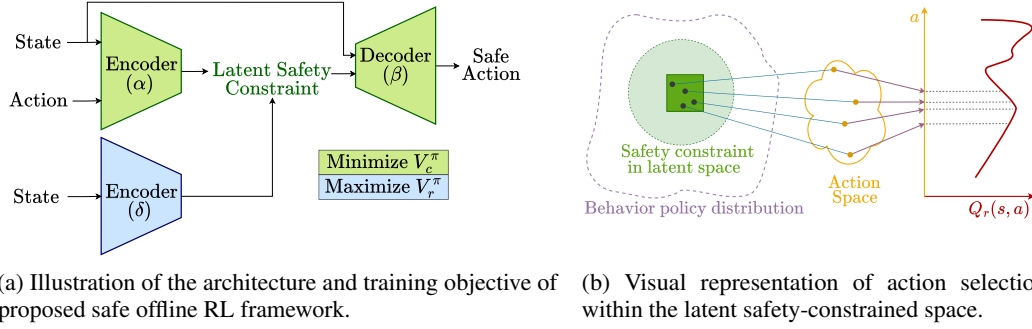 State
Encoder
(α)
Action
Latent Safety
Constraint
Decoder
(β)
Safe
Action
State
Encoder
(δ)
Minimize V_c^π
Maximize V_r^π
a
Safety constraint
in latent space
Behavior policy distribution
Action
Space
Q_r(s, a)
(a) Illustration of the architecture and training objective of
proposed safe offline RL framework.
(b) Visual representation of action
within the latent safety-constrained space.